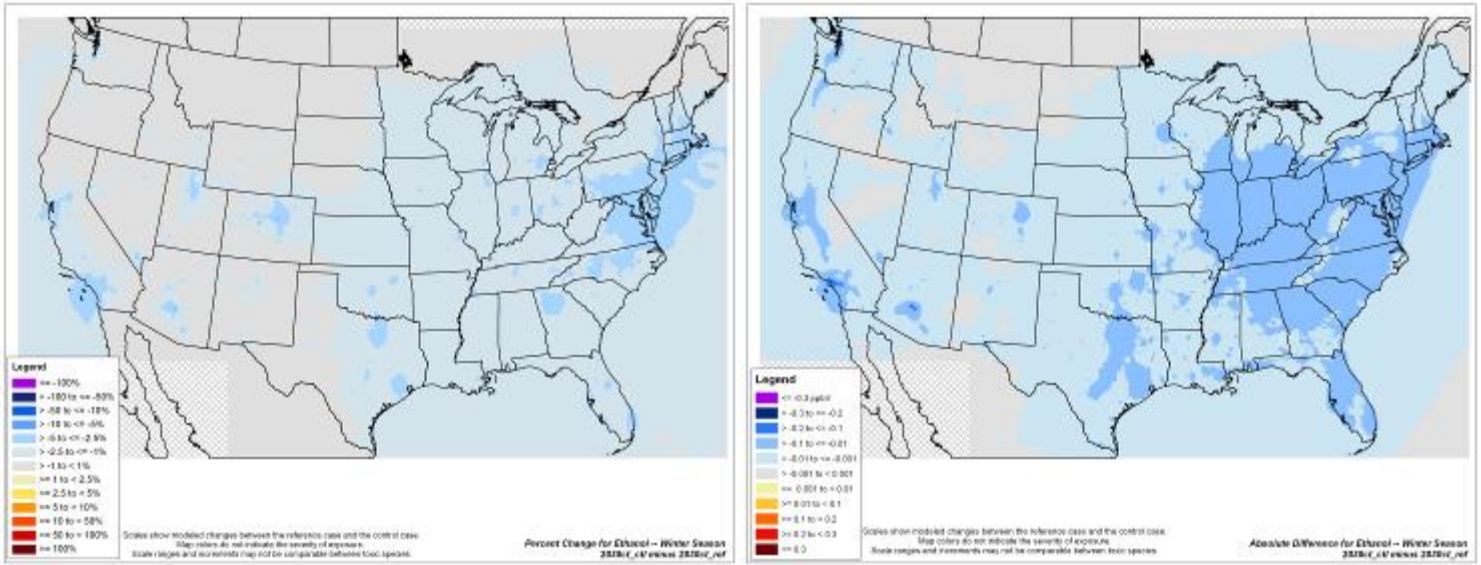 Legend
<= -100%
> -100 to <= -50%
> -50 to <= -10%
> -10 to <= -5%
> -5 to <= -2.5%
> -2.5 to <= -1%
> -1 to < 1%
>= 1 to < 2.5%
>= 2.5 to < 5%
>= 5 to < 10%
>= 10 to < 50%
>= 50 to < 100%
>= 100%
Scales show modeled changes between the reference case and the control case.
Map colors do not indicate the severity of exposure.
Scale ranges and increments may not be comparable between toxic species.
Percent Change for Ethanol -- Winter Season
minus
Legend
<= -0.3 ppbV
> -0.3 to <= -0.2
> -0.2 to <= -0.1
> -0.1 to <= -0.01
> -0.01 to <= -0.001
> -0.001 to < 0.001
>= 0.001 to < 0.01
>= 0.01 to < 0.1
>= 0.1 to < 0.2
>= 0.2 to < 0.3
>= 0.3
Scales show modeled changes between the reference case and the control case.
Map colors do not indicate the severity of exposure.
Scale ranges and increments may not be comparable between toxic species.
Absolute Difference for Ethanol -- Winter Season
minus